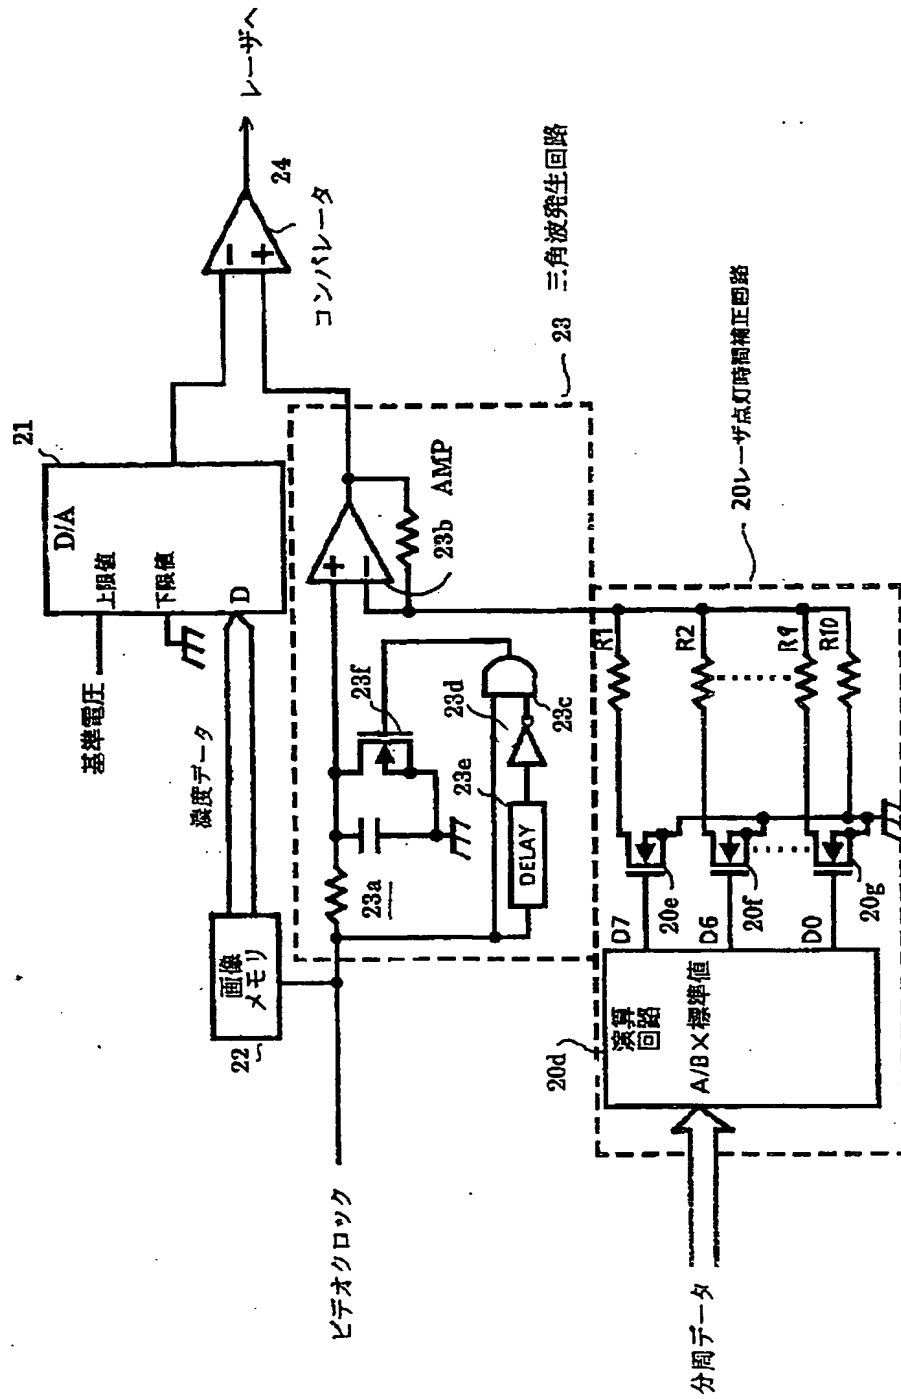 21
D/A
基準電圧
上限値
下限値
D
濃度データ
画像
メモリ
22
24
レーザへ
コンパレータ
23 三角波発生回路
AMP
23b
23a
23f
23d
23e
23c
DELAY
ビデオクロック
20レーザ点灯時間補正回路
R1
R2
R9
R10
20e
20f
20g
D7
D6
D0
20d
演算
回路
A/B×標準値
分周データ
+
−
−
+